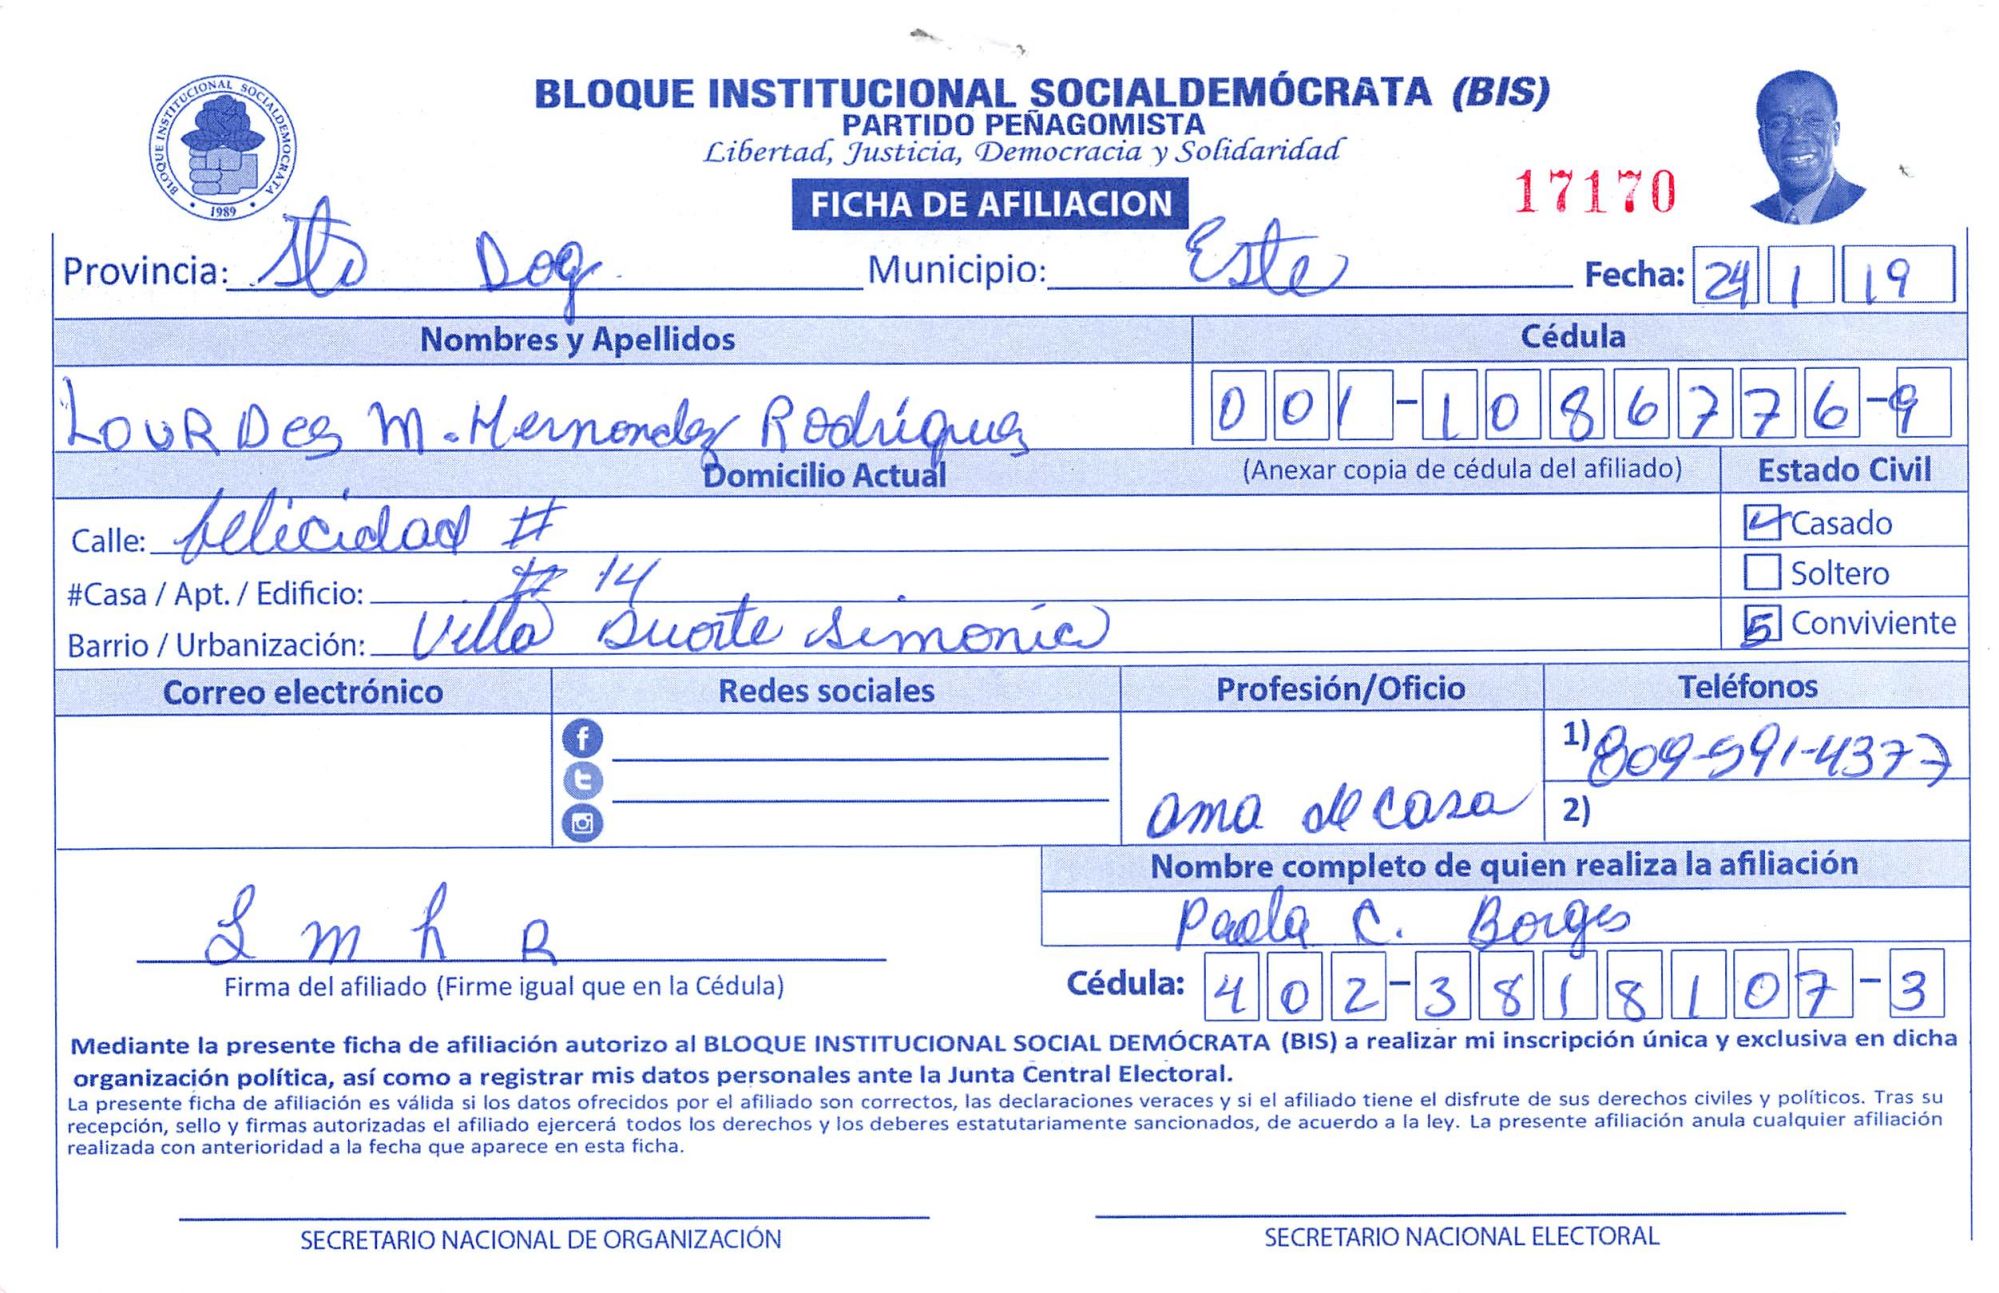 BLOQUE INSTITUCIONAL SOCIALDEMOCRATA
1989
BLOQUE INSTITUCIONAL SOCIALDEMÓCRATA (BIS)
PARTIDO PEÑAGOMISTA
Libertad, Justicia, Democracia y Solidaridad
FICHA DE AFILIACION
17170
Provincia: Sto Dog. Municipio: Este Fecha: 24 1 19
Nombres y Apellidos Cédula
Lourdes M. Hernondez Rodríguez 001-1086776-9
Domicilio Actual (Anexar copia de cédula del afiliado) Estado Civil
Calle: felicidad # Casado
#Casa / Apt. / Edificio: # 14 Soltero
Barrio / Urbanización: Villa Duorte simonico 5 Conviviente
Correo electrónico Redes sociales Profesión/Oficio Teléfonos
1) 809-591-4377
ama de casa 2)
Nombre completo de quien realiza la afiliación
L m h R Paola C. Borges
Firma del afiliado (Firme igual que en la Cédula) Cédula: 402-3818107-3
Mediante la presente ficha de afiliación autorizo al BLOQUE INSTITUCIONAL SOCIAL DEMÓCRATA (BIS) a realizar mi inscripción única y exclusiva en dicha
organización política, así como a registrar mis datos personales ante la Junta Central Electoral.
La presente ficha de afiliación es válida si los datos ofrecidos por el afiliado son correctos, las declaraciones veraces y si el afiliado tiene el disfrute de sus derechos civiles y políticos. Tras su
recepción, sello y firmas autorizadas el afiliado ejercerá todos los derechos y los deberes estatutariamente sancionados, de acuerdo a la ley. La presente afiliación anula cualquier afiliación
realizada con anterioridad a la fecha que aparece en esta ficha.
SECRETARIO NACIONAL DE ORGANIZACIÓN SECRETARIO NACIONAL ELECTORAL